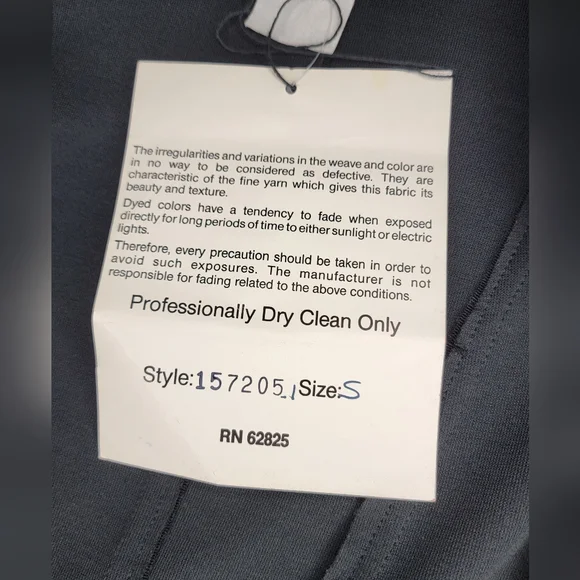 The irregularities and variations in the weave and color are
in no way to be considered as defective. They are
characteristic of the fine yarn which gives this fabric its
beauty and texture.
Dyed colors have a tendency to fade when exposed
directly for long periods of time to either sunlight or electric
lights.
Therefore, every precaution should be taken in order to
avoid such exposures. The manufacturer is not
responsible for fading related to the above conditions.
Professionally Dry Clean Only
Style:157205-1 Size:S
RN 62825